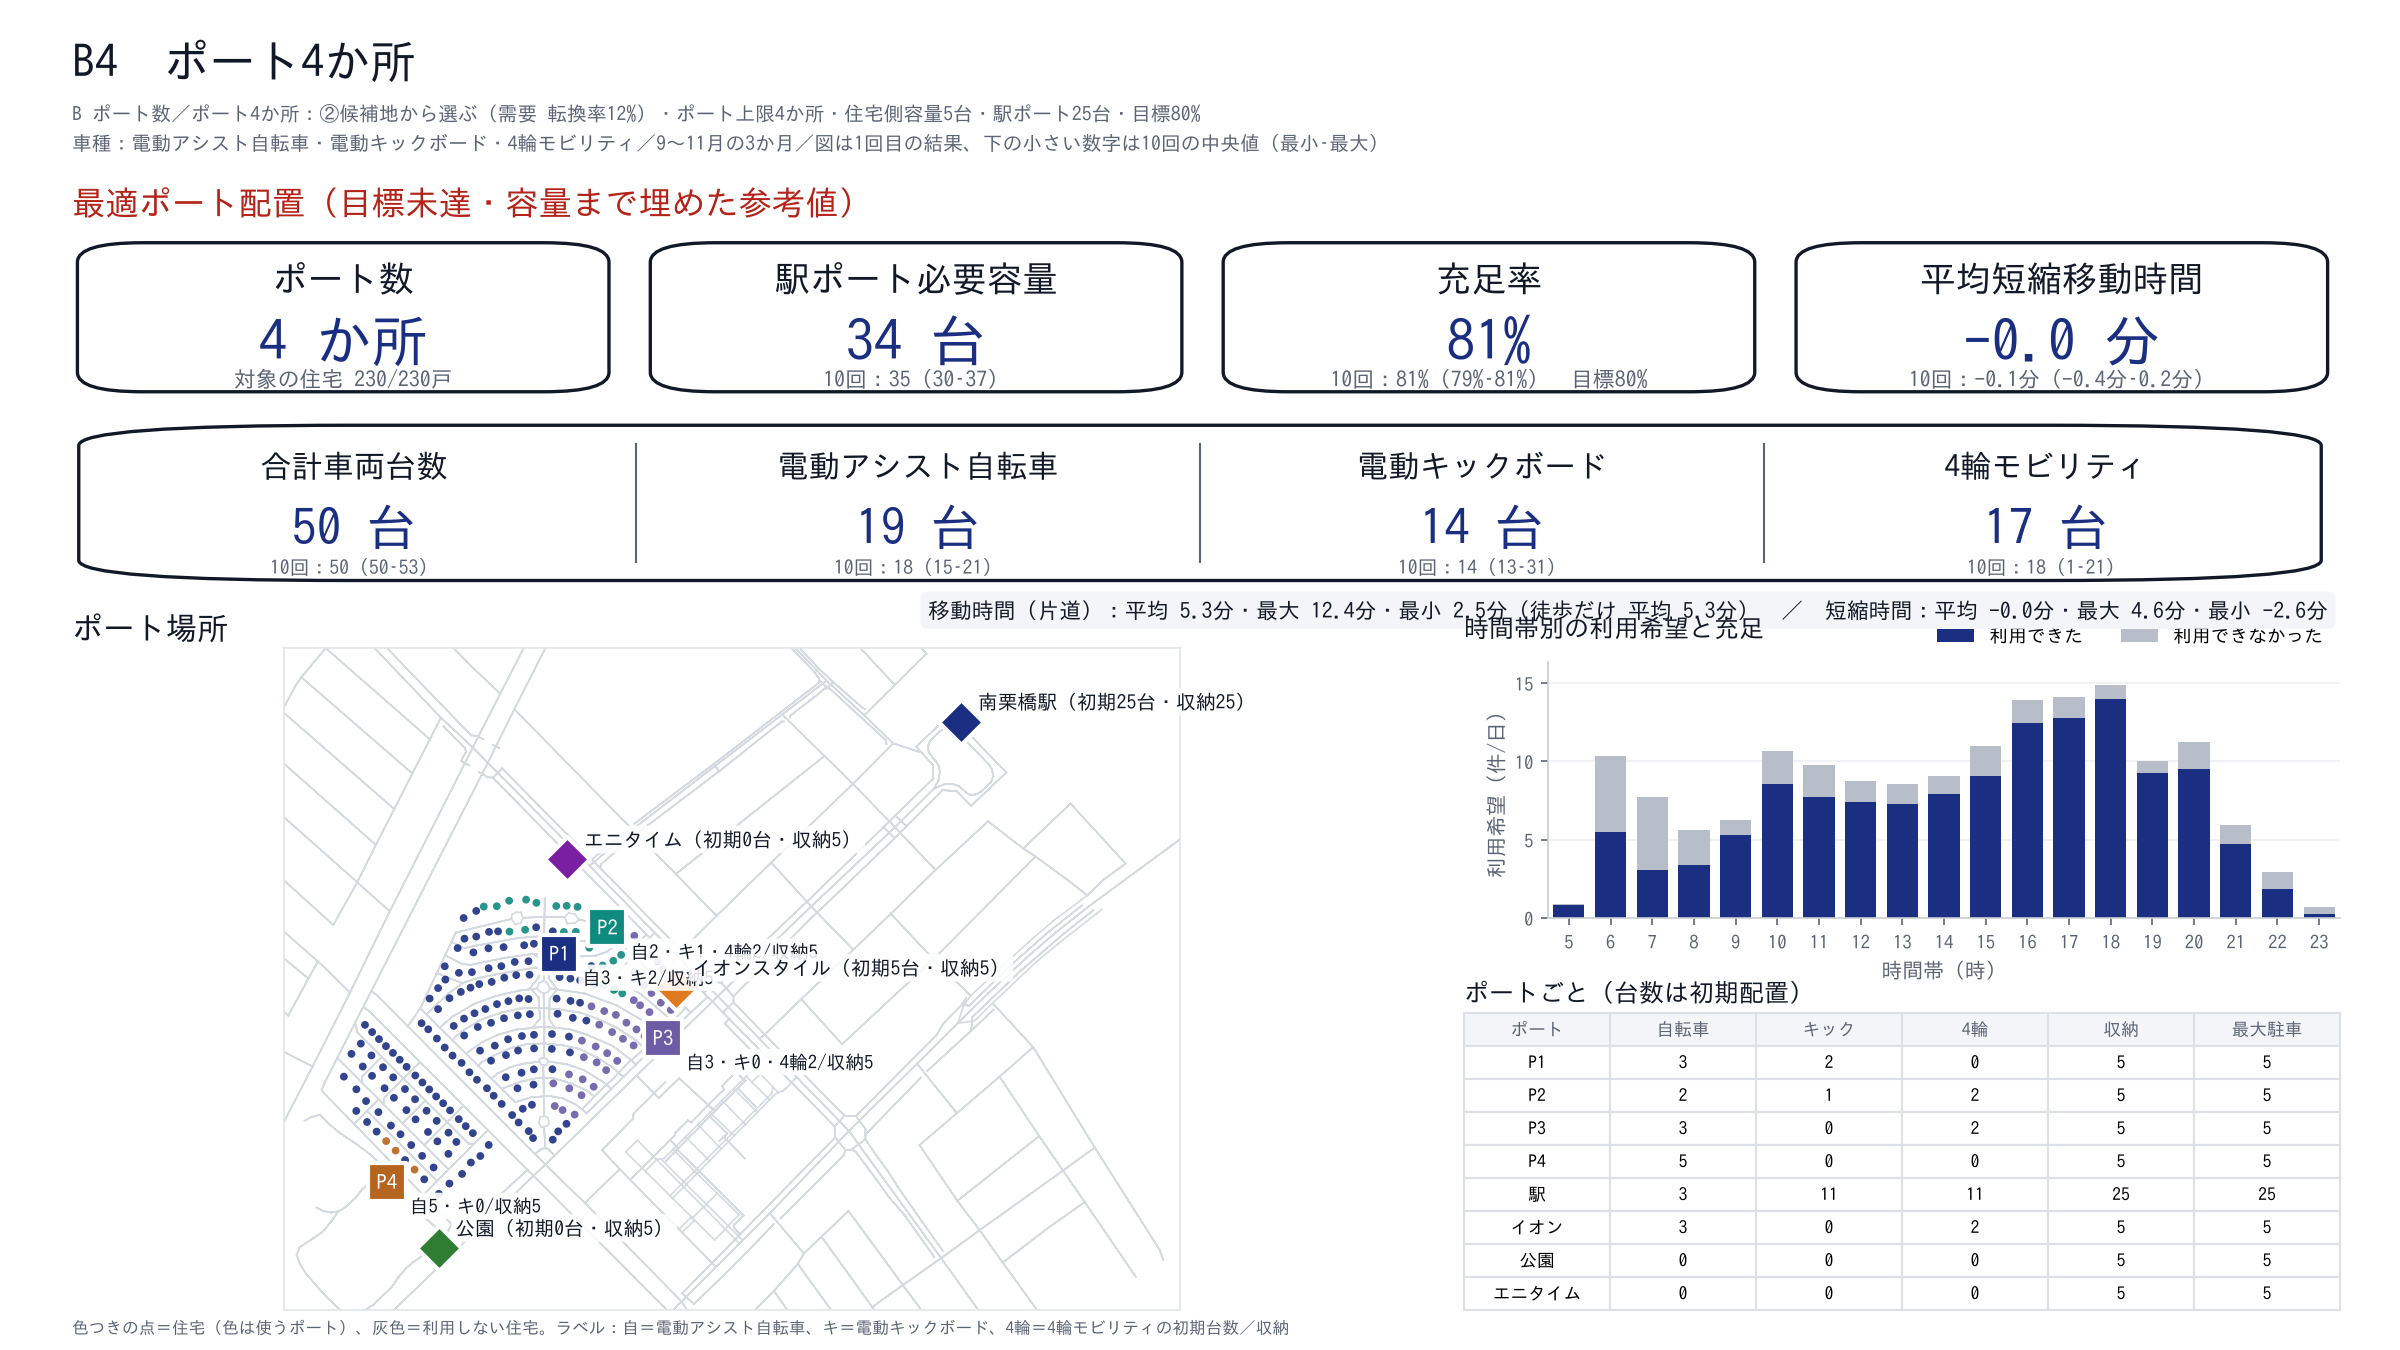 B4　ポート4か所
B ポート数／ポート4か所：②候補地から選ぶ（需要 転換率12%）・ポート上限4か所・住宅側容量5台・駅ポート25台・目標80%
車種：電動アシスト自転車・電動キックボード・4輪モビリティ／9〜11月の3か月／図は1回目の結果、下の小さい数字は10回の中央値（最小-最大）
最適ポート配置（目標未達・容量まで埋めた参考値）
ポート数
4 か所
対象の住宅 230/230戸
駅ポート必要容量
34 台
10回：35（30-37）
充足率
81%
10回：81%（79%-81%）　目標80%
平均短縮移動時間
−0.0 分
10回：−0.1分（−0.4分-0.2分）
合計車両台数
50 台
10回：50（50-53）
電動アシスト自転車
19 台
10回：18（15-21）
電動キックボード
14 台
10回：14（13-31）
4輪モビリティ
17 台
10回：18（1-21）
移動時間（片道）：平均 5.3分・最大 12.4分・最小 2.5分（徒歩だけ 平均 5.3分）　／　短縮時間：平均 −0.0分・最大 4.6分・最小 −2.6分
ポート場所
南栗橋駅（初期25台・収納25）
エニタイム（初期0台・収納5）
P2
自2・キ1・4輪2/収納5
P1
自3・キ2/収納5
イオンスタイル（初期5台・収納5）
P3
自3・キ0・4輪2/収納5
P4
自5・キ0/収納5
公園（初期0台・収納5）
時間帯別の利用希望と充足
利用できた　利用できなかった
利用希望（件/日）
15
10
5
0
5 6 7 8 9 10 11 12 13 14 15 16 17 18 19 20 21 22 23
時間帯（時）
ポートごと（台数は初期配置）
ポート 自転車 キック 4輪 収納 最大駐車
P1 3 2 0 5 5
P2 2 1 2 5 5
P3 3 0 2 5 5
P4 5 0 0 5 5
駅 3 11 11 25 25
イオン 3 0 2 5 5
公園 0 0 0 5 5
エニタイム 0 0 0 5 5
色つきの点＝住宅（色は使うポート）、灰色＝利用しない住宅。ラベル：自＝電動アシスト自転車、キ＝電動キックボード、4輪＝4輪モビリティの初期台数／収納